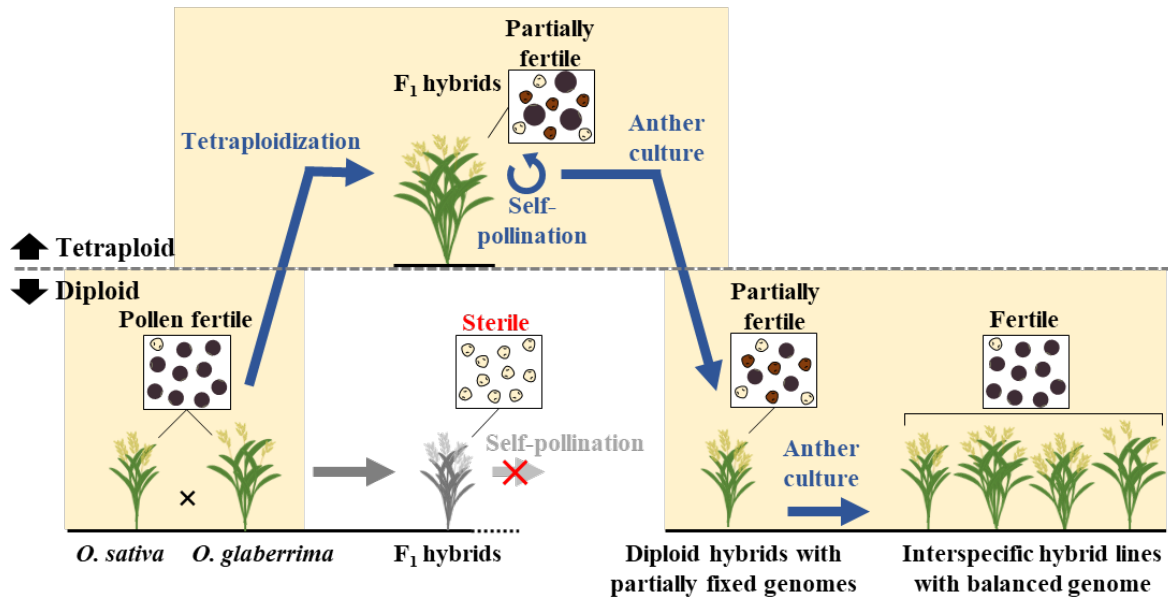 Partially
fertile
F₁ hybrids
Tetraploidization
Anther
culture
Self-
pollination
Tetraploid
Diploid
Pollen fertile
Sterile
Partially
fertile
Fertile
Self-pollination
Anther
culture
×
O. sativa
O. glaberrima
F₁ hybrids
Diploid hybrids with
partially fixed genomes
Interspecific hybrid lines
with balanced genome